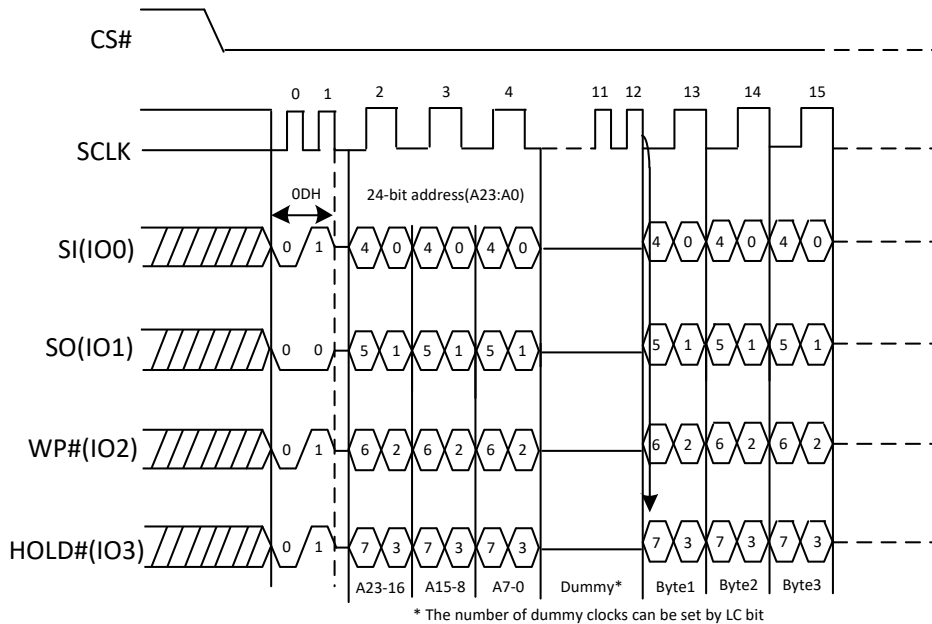 CS#
0 1 2 3 4 11 12 13 14 15
SCLK
0DH 24-bit address(A23:A0)
SI(IO0) 0 1 4 0 4 0 4 0 4 0 4 0 4 0
SO(IO1) 0 0 5 1 5 1 5 1 5 1 5 1 5 1
WP#(IO2) 0 1 6 2 6 2 6 2 6 2 6 2 6 2
HOLD#(IO3) 0 1 7 3 7 3 7 3 7 3 7 3 7 3
A23-16 A15-8 A7-0 Dummy* Byte1 Byte2 Byte3
* The number of dummy clocks can be set by LC bit